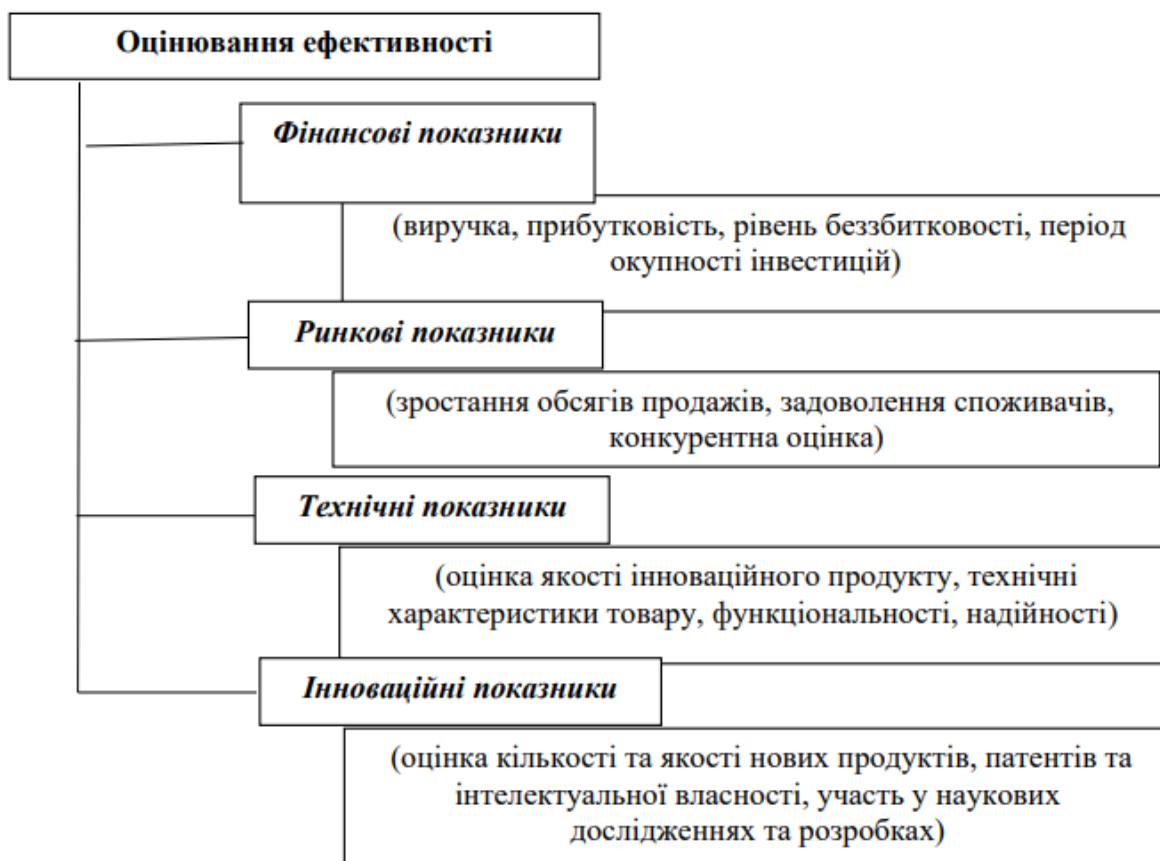 Оцінювання ефективності
Фінансові показники
(виручка, прибутковість, рівень беззбитковості, період
окупності інвестицій)
Ринкові показники
(зростання обсягів продажів, задоволення споживачів,
конкурентна оцінка)
Технічні показники
(оцінка якості інноваційного продукту, технічні
характеристики товару, функціональності, надійності)
Інноваційні показники
(оцінка кількості та якості нових продуктів, патентів та
інтелектуальної власності, участь у наукових
дослідженнях та розробках)